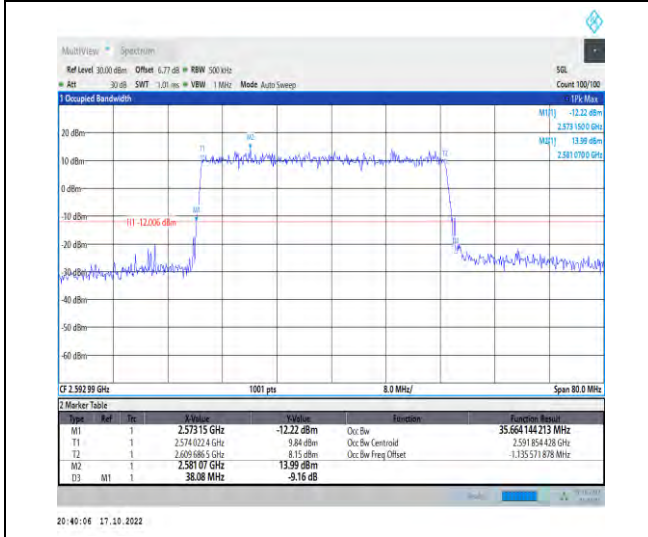 MultiView Spectrum
Ref Level 30.00 dBm Offset 6.77 dB RBW 500 kHz SGL
Att 30 dB SWT 1.01 ms VBW 1 MHz Mode Auto Sweep Count 100/100
1 Occupied Bandwidth 1Pk Max
M1[1] -12.22 dBm
2.573 1500 GHz
M2[1] 13.99 dBm
2.581 0700 GHz
20 dBm
M2
T1 T2
10 dBm
0 dBm
-10 dBm
M1
H1 -12.006 dBm
-20 dBm
-30 dBm
-40 dBm
-50 dBm
-60 dBm
CF 2.592 99 GHz 1001 pts 8.0 MHz/ Span 80.0 MHz
2 Marker Table
Type Ref Trc X-Value Y-Value Function Function Result
M1 1 2.573 15 GHz -12.22 dBm Occ Bw 35.664 144 213 MHz
T1 1 2.574 022 4 GHz 9.84 dBm Occ Bw Centroid 2.591 854 428 GHz
T2 1 2.609 686 5 GHz 8.15 dBm Occ Bw Freq Offset -1.135 571 878 MHz
M2 1 2.581 07 GHz 13.99 dBm
D3 M1 1 38.08 MHz -9.16 dB
20:40:06 17.10.2022